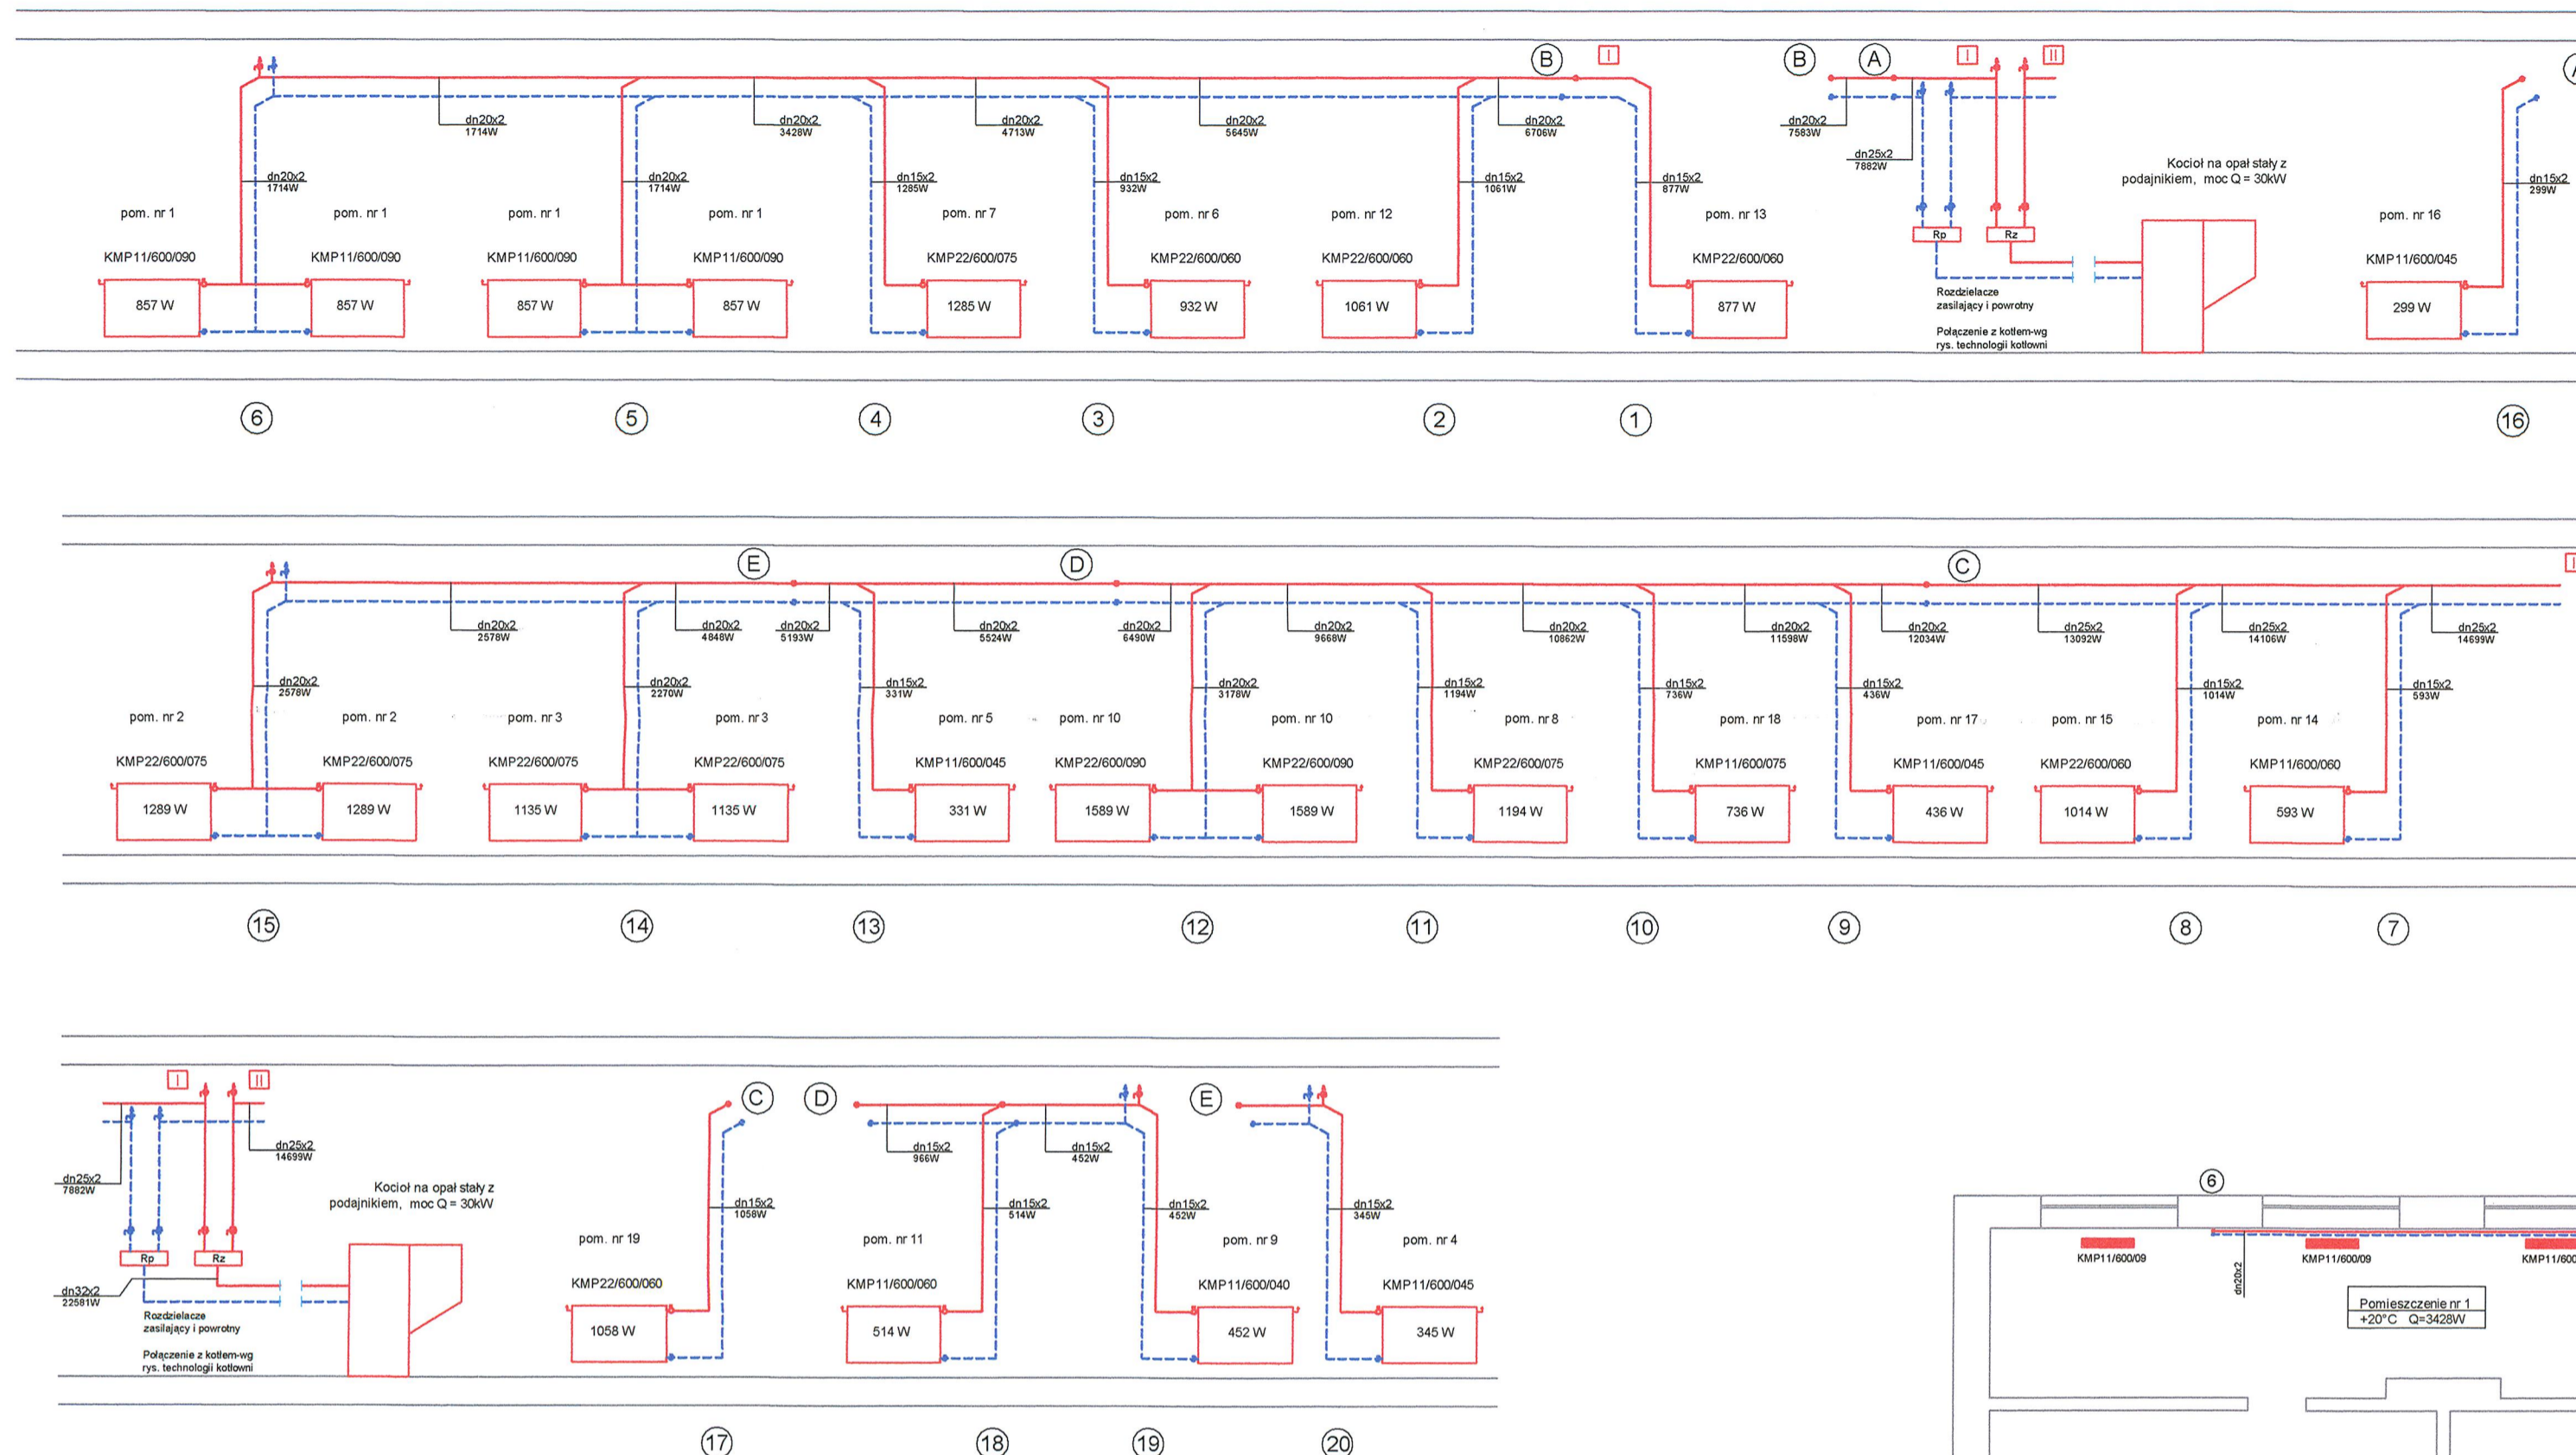 B
I
B
A
I
II
A
dn20x2
1714W
dn20x2
3428W
dn20x2
4713W
dn20x2
5645W
dn20x2
6706W
dn20x2
7583W
dn25x2
7882W
Kocioł na opał stały z
podajnikiem, moc Q = 30kW
dn20x2
1714W
dn20x2
1714W
dn15x2
1285W
dn15x2
932W
dn15x2
1061W
dn15x2
877W
dn15x2
299W
pom. nr 1
pom. nr 1
pom. nr 1
pom. nr 1
pom. nr 7
pom. nr 6
pom. nr 12
pom. nr 13
pom. nr 16
Rp
Rz
KMP11/600/090
KMP11/600/090
KMP11/600/090
KMP11/600/090
KMP22/600/075
KMP22/600/060
KMP22/600/060
KMP22/600/060
KMP11/600/045
857 W
857 W
857 W
857 W
1285 W
932 W
1061 W
877 W
299 W
Rozdzielacze
zasilający i powrotny
Połączenie z kotłem-wg
rys. technologii kotłowni
6
5
4
3
2
1
16
E
D
C
dn20x2
2578W
dn20x2
4848W
dn20x2
5193W
dn20x2
5524W
dn20x2
6490W
dn20x2
9668W
dn20x2
10862W
dn20x2
11598W
dn20x2
12034W
dn25x2
13092W
dn25x2
14106W
dn25x2
14699W
dn20x2
2578W
dn20x2
2270W
dn15x2
331W
dn20x2
3178W
dn15x2
1194W
dn15x2
736W
dn15x2
436W
dn15x2
1014W
dn15x2
593W
pom. nr 2
pom. nr 2
pom. nr 3
pom. nr 3
pom. nr 5
pom. nr 10
pom. nr 10
pom. nr 8
pom. nr 18
pom. nr 17
pom. nr 15
pom. nr 14
KMP22/600/075
KMP22/600/075
KMP22/600/075
KMP22/600/075
KMP11/600/045
KMP22/600/090
KMP22/600/090
KMP22/600/075
KMP11/600/075
KMP11/600/045
KMP22/600/060
KMP11/600/060
1289 W
1289 W
1135 W
1135 W
331 W
1589 W
1589 W
1194 W
736 W
436 W
1014 W
593 W
15
14
13
12
11
10
9
8
7
I
II
C
D
E
dn25x2
14699W
dn25x2
7882W
dn15x2
966W
dn15x2
452W
Kocioł na opał stały z
podajnikiem, moc Q = 30kW
dn15x2
1058W
dn15x2
514W
dn15x2
452W
dn15x2
345W
pom. nr 19
pom. nr 11
pom. nr 9
pom. nr 4
Rp
Rz
dn32x2
22581W
KMP22/600/060
KMP11/600/060
KMP11/600/040
KMP11/600/045
1058 W
514 W
452 W
345 W
Rozdzielacze
zasilający i powrotny
Połączenie z kotłem-wg
rys. technologii kotłowni
17
18
19
20
6
KMP11/600/09
KMP11/600/09
KMP11/600
dn20x2
Pomieszczenie nr 1
+20°C Q=3428W